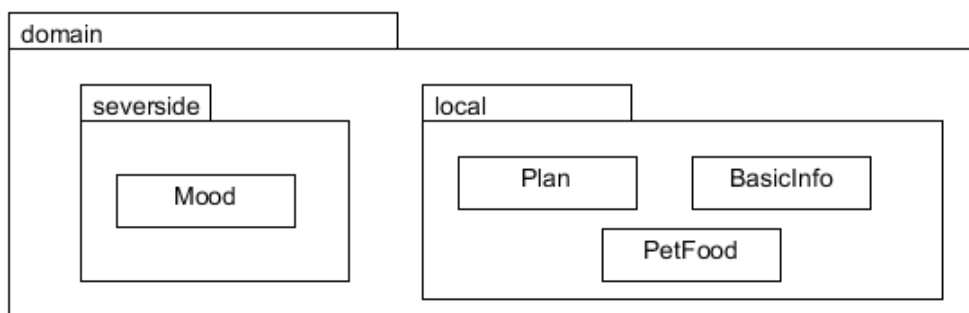 domain
severside
local
Mood
Plan
BasicInfo
PetFood